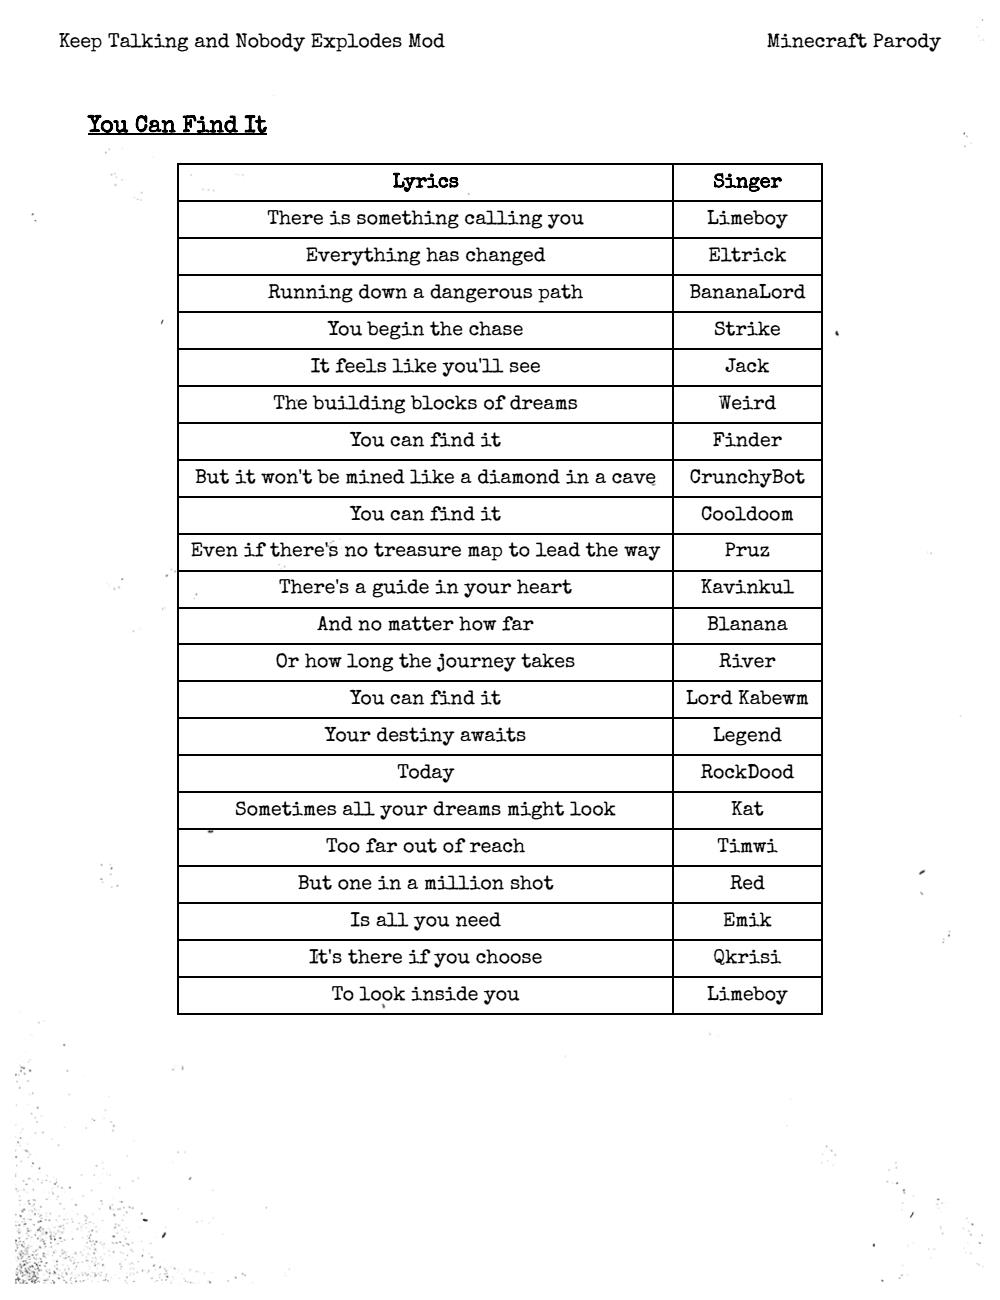 Keep Talking and Nobody Explodes Mod Minecraft Parody
You Can Find It
Lyrics Singer
There is something calling you Limeboy
Everything has changed Eltrick
Running down a dangerous path BananaLord
You begin the chase Strike
It feels like you'll see Jack
The building blocks of dreams Weird
You can find it Finder
But it won't be mined like a diamond in a cave CrunchyBot
You can find it Cooldoom
Even if there's no treasure map to lead the way Pruz
There's a guide in your heart Kavinkul
And no matter how far Blanana
Or how long the journey takes River
You can find it Lord Kabewm
Your destiny awaits Legend
Today RockDood
Sometimes all your dreams might look Kat
Too far out of reach Timwi
But one in a million shot Red
Is all you need Emik
It's there if you choose Qkrisi
To look inside you Limeboy